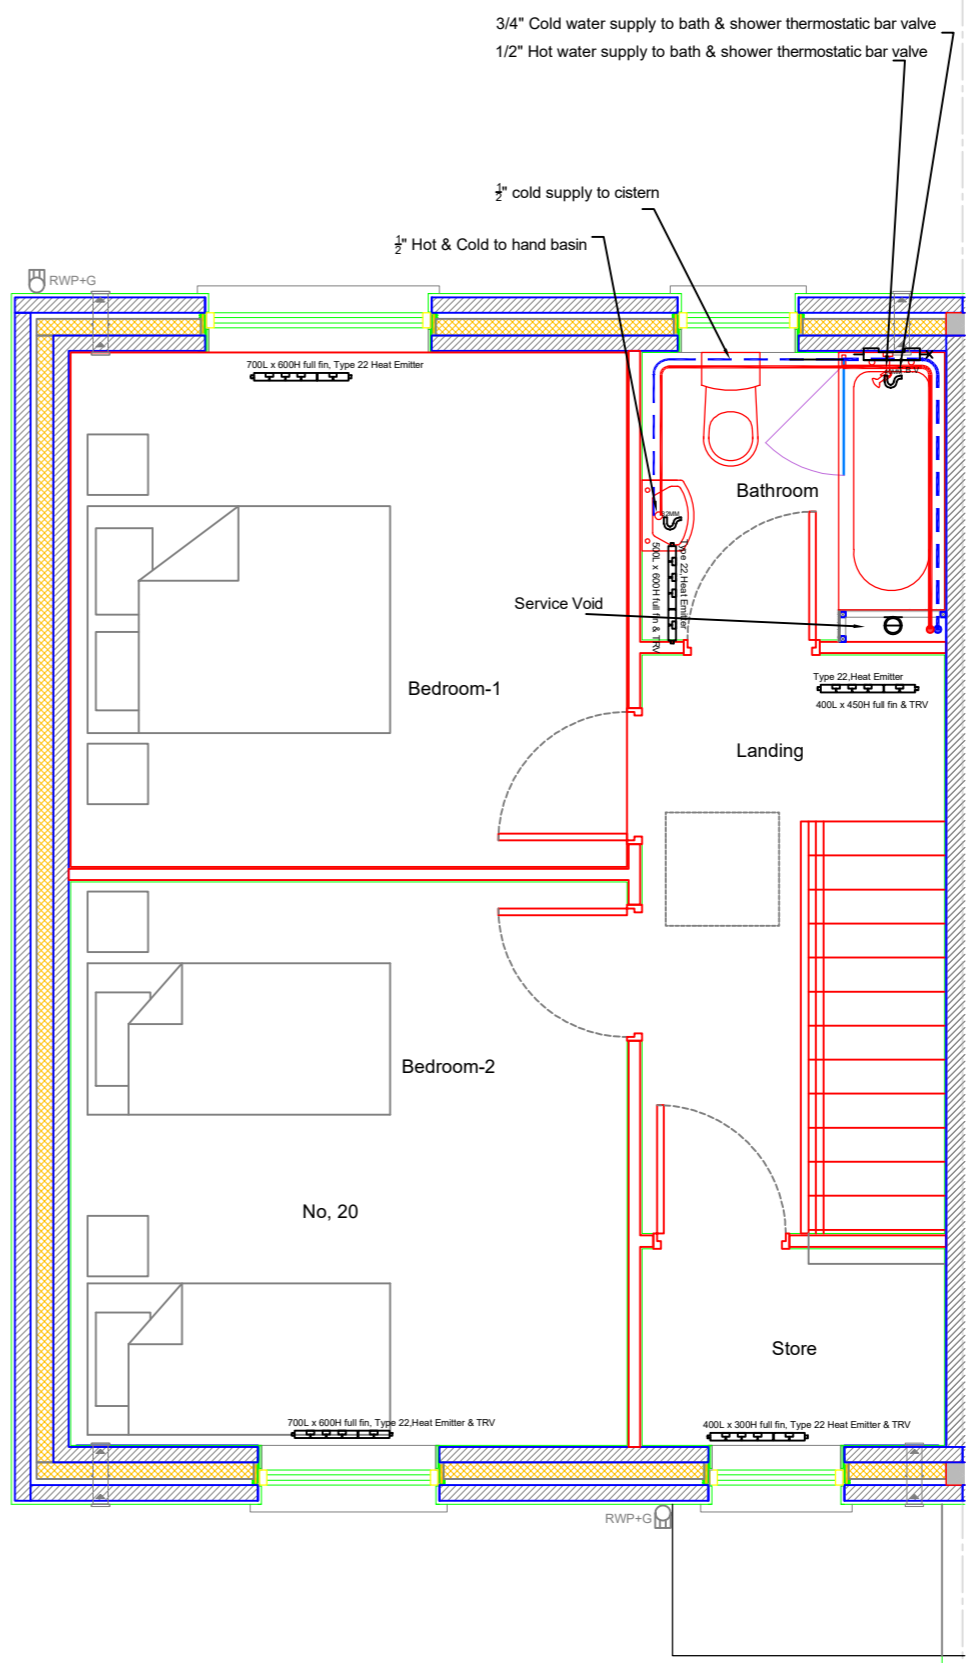 3/4" Cold water supply to bath & shower thermostatic bar valve
1/2" Hot water supply to bath & shower thermostatic bar valve
½" cold supply to cistern
½" Hot & Cold to hand basin
RWP+G
700L x 600H full fin, Type 22 Heat Emitter
Bathroom
32MM
Type 22,Heat Emitter
500L x 600H full fin & TRV
Service Void
Bedroom-1
Type 22,Heat Emitter
400L x 450H full fin & TRV
Landing
Bedroom-2
No, 20
Store
700L x 600H full fin, Type 22,Heat Emitter & TRV
400L x 300H full fin, Type 22 Heat Emitter & TRV
RWP+G